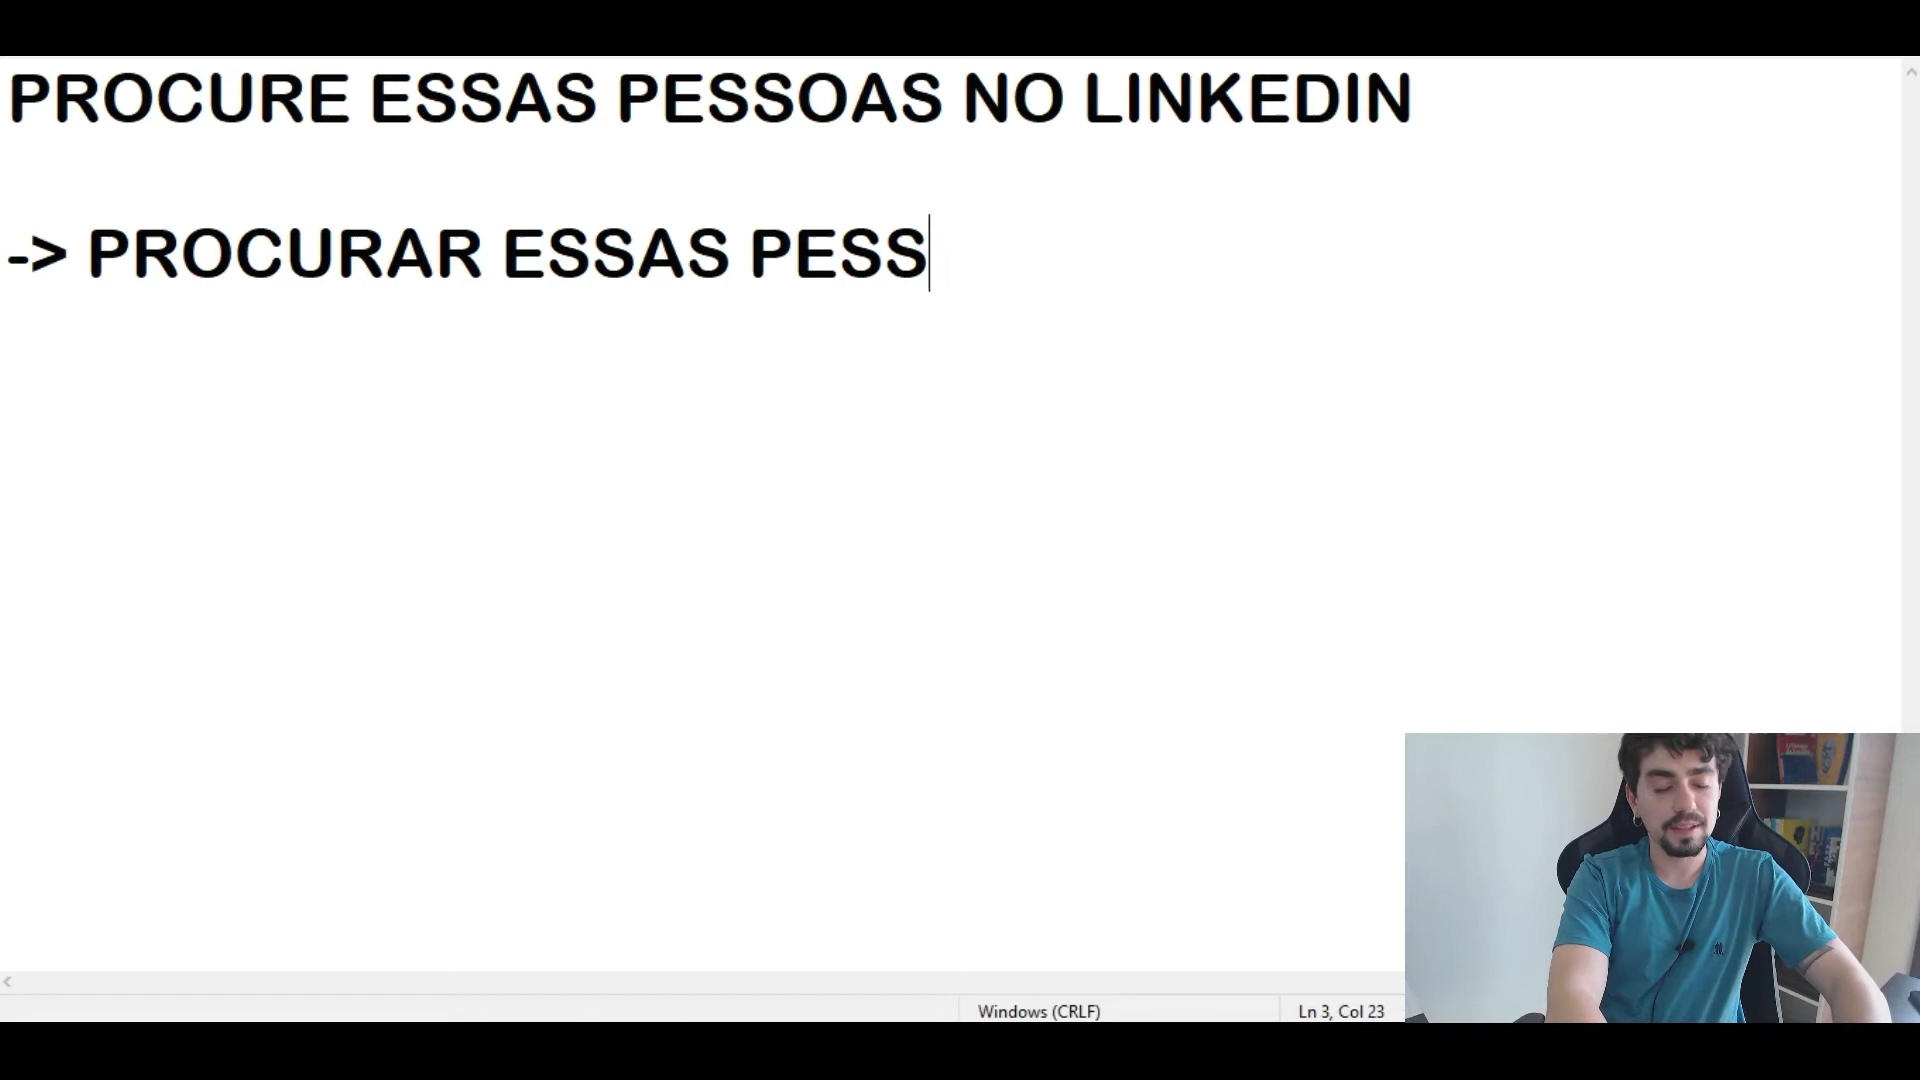 PROCURE ESSAS PESSOAS NO LINKEDIN
-> PROCURAR ESSAS PESS
Windows (CRLF)
Ln 3, Col 23